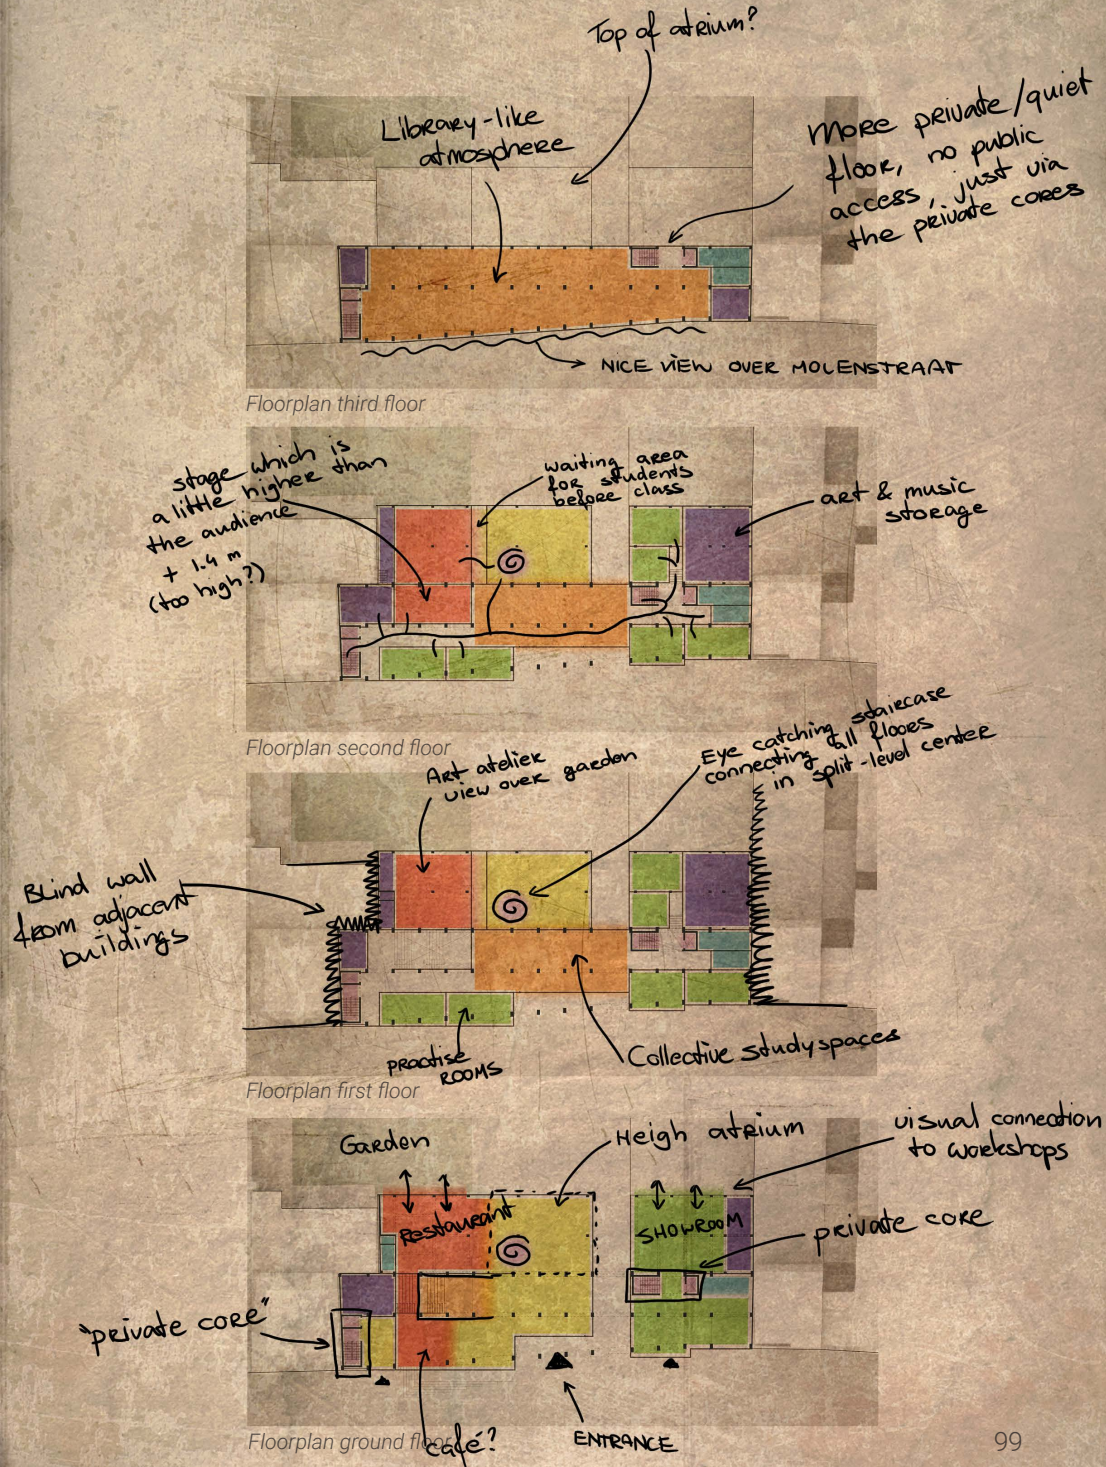 Top of atrium?
Library-like
atmosphere
More private/quiet
floor, no public
access, just via
the private cores
NICE VIEW OVER MOLENSTRAAT
Floorplan third floor
stage which is
a little higher than
the audience
+ 1.4 m
(too high?)
waiting area
for students
before class
art & music
storage
Floorplan second floor
Art atelier
view over garden
Eye catching staircase
connecting all floors
in split-level center
Blind wall
from adjacent
buildings
practise
ROOMS
Collective studyspaces
Floorplan first floor
Garden
Heigh atrium
visual connection
to workshops
Restaurant
SHOWROOM
private core
"private core"
café?
ENTRANCE
Floorplan ground floor
99